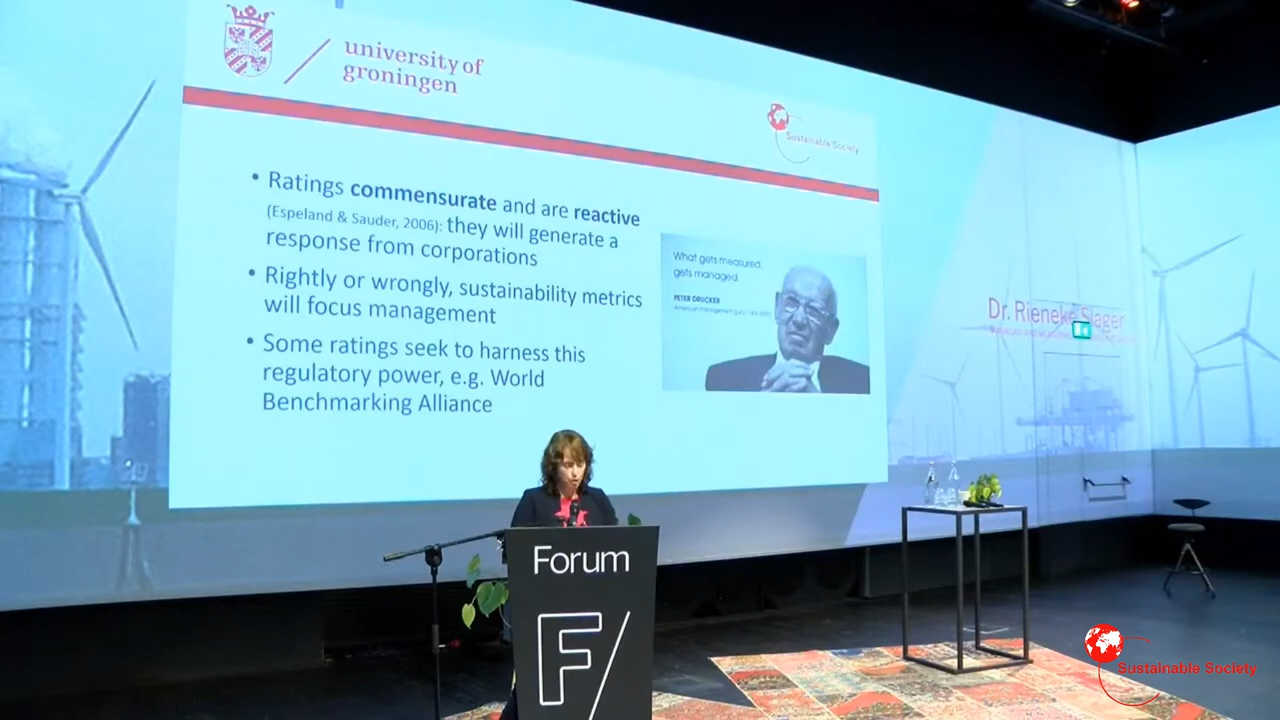 university of
groningen
Sustainable Society
• Ratings commensurate and are reactive
(Espeland & Sauder, 2006): they will generate a
response from corporations
• Rightly or wrongly, sustainability metrics
will focus management
• Some ratings seek to harness this
regulatory power, e.g. World
Benchmarking Alliance
What gets measured,
gets managed.
PETER DRUCKER
Dr. Rieneke Slager
Forum
F/
Sustainable Society